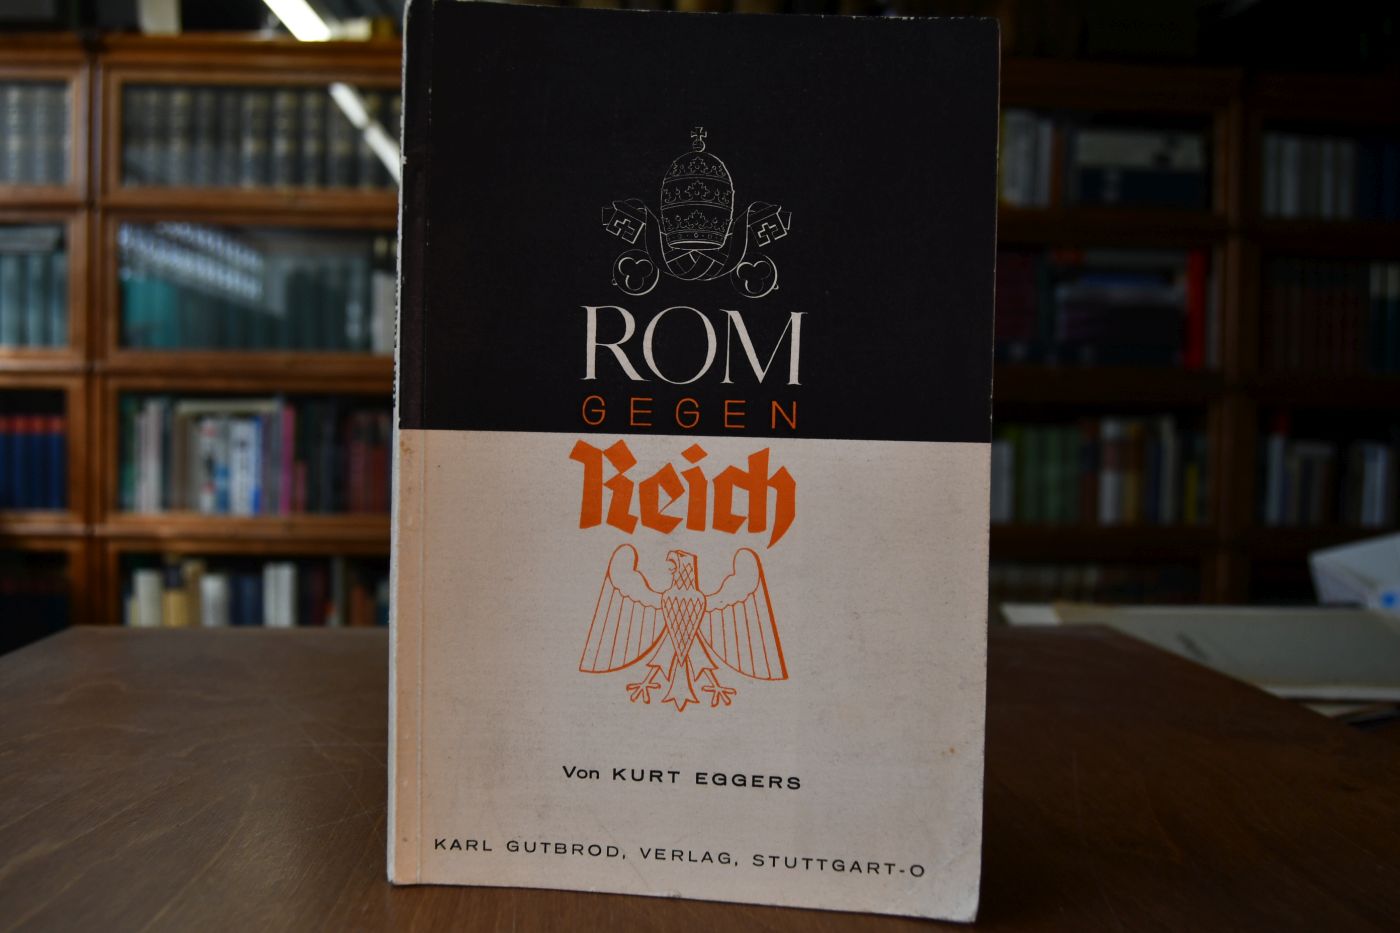 ROM
GEGEN
Reich
Von KURT EGGERS
KARL GUTBROD, VERLAG, STUTTGART-O